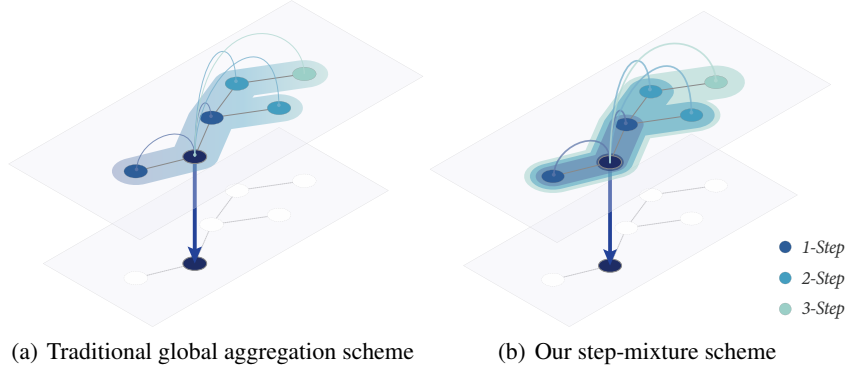 1-Step
2-Step
3-Step
(a) Traditional global aggregation scheme
(b) Our step-mixture scheme